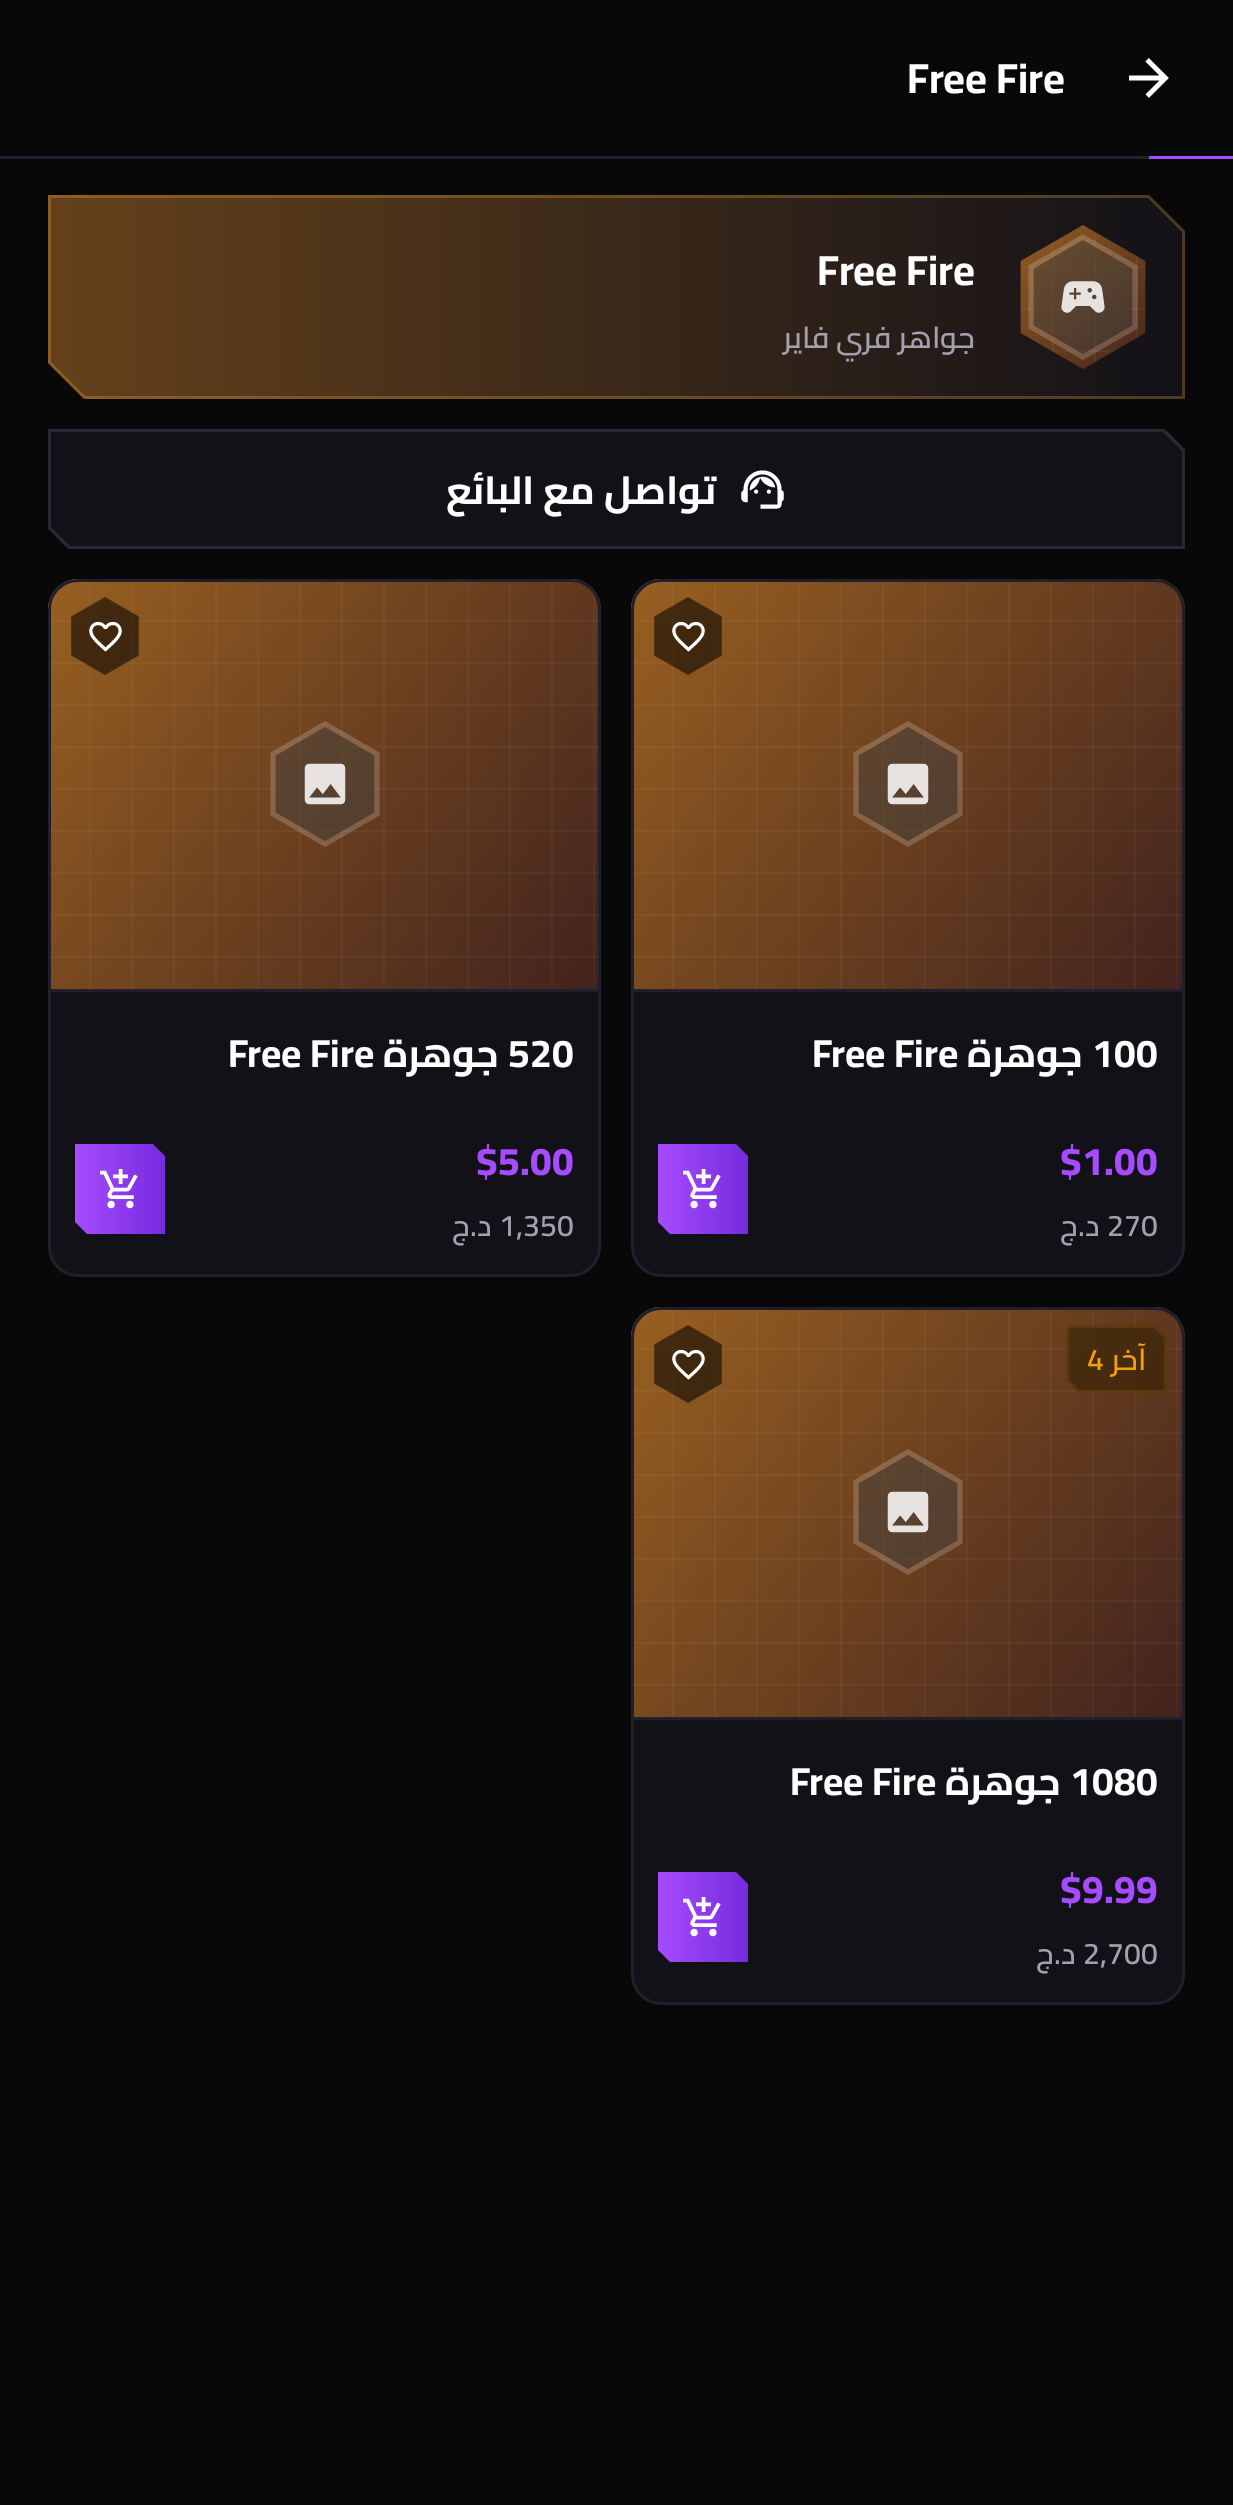 Free Fire
Free Fire
جواهر فري فاير
تواصل مع البائع
100 جوهرة Free Fire
$1.00
270 د.ج
520 جوهرة Free Fire
$5.00
1,350 د.ج
آخر 4
1080 جوهرة Free Fire
$9.99
2,700 د.ج